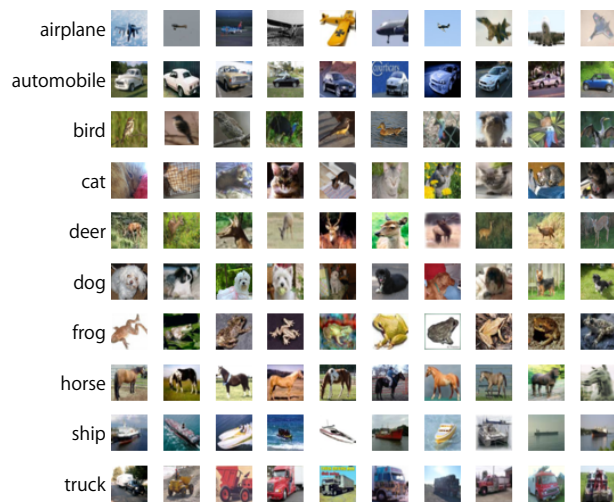 airplane
automobile
bird
cat
deer
dog
frog
horse
ship
truck